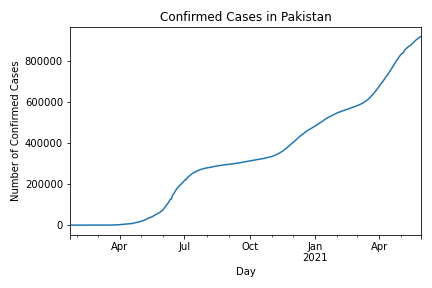 Confirmed Cases in Pakistan
Number of Confirmed Cases
800000
600000
400000
200000
0
Apr
Jul
Oct
Jan
2021
Apr
Day